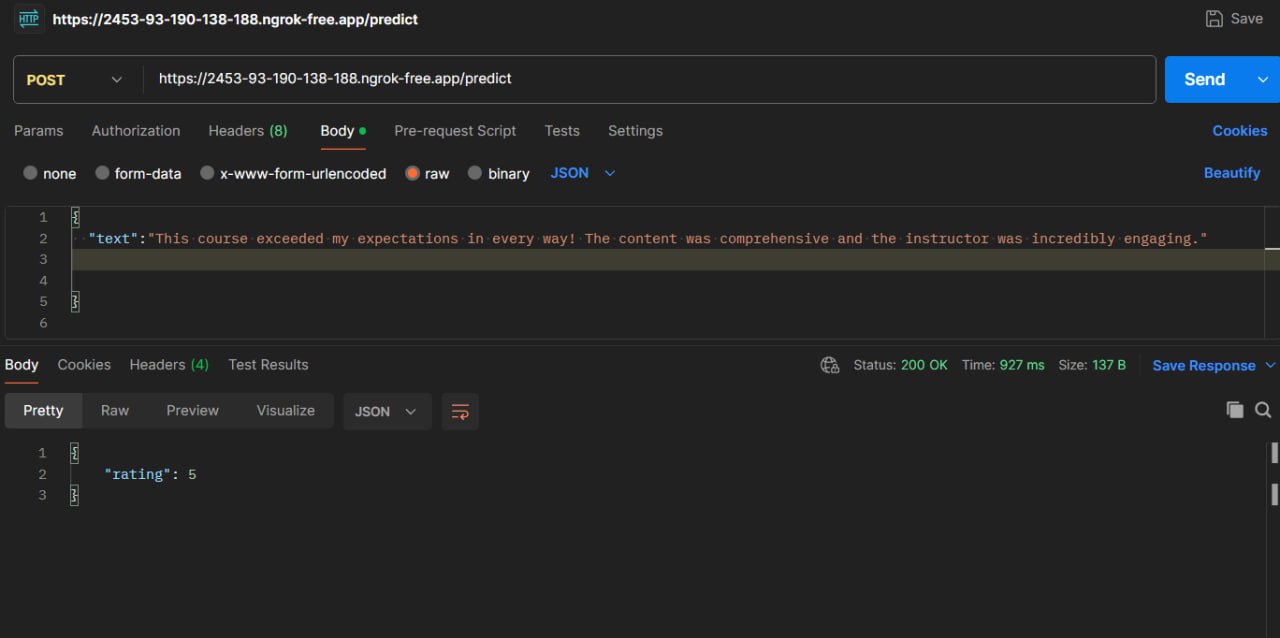 HTTP https://2453-93-190-138-188.ngrok-free.app/predict Save
POST https://2453-93-190-138-188.ngrok-free.app/predict Send
Params Authorization Headers (8) Body Pre-request Script Tests Settings Cookies
none form-data x-www-form-urlencoded raw binary JSON Beautify
1 {
2 "text":"This course exceeded my expectations in every way! The content was comprehensive and the instructor was incredibly engaging."
3
4
5 }
6
Body Cookies Headers (4) Test Results Status: 200 OK Time: 927 ms Size: 137 B Save Response
Pretty Raw Preview Visualize JSON
1 {
2 "rating": 5
3 }